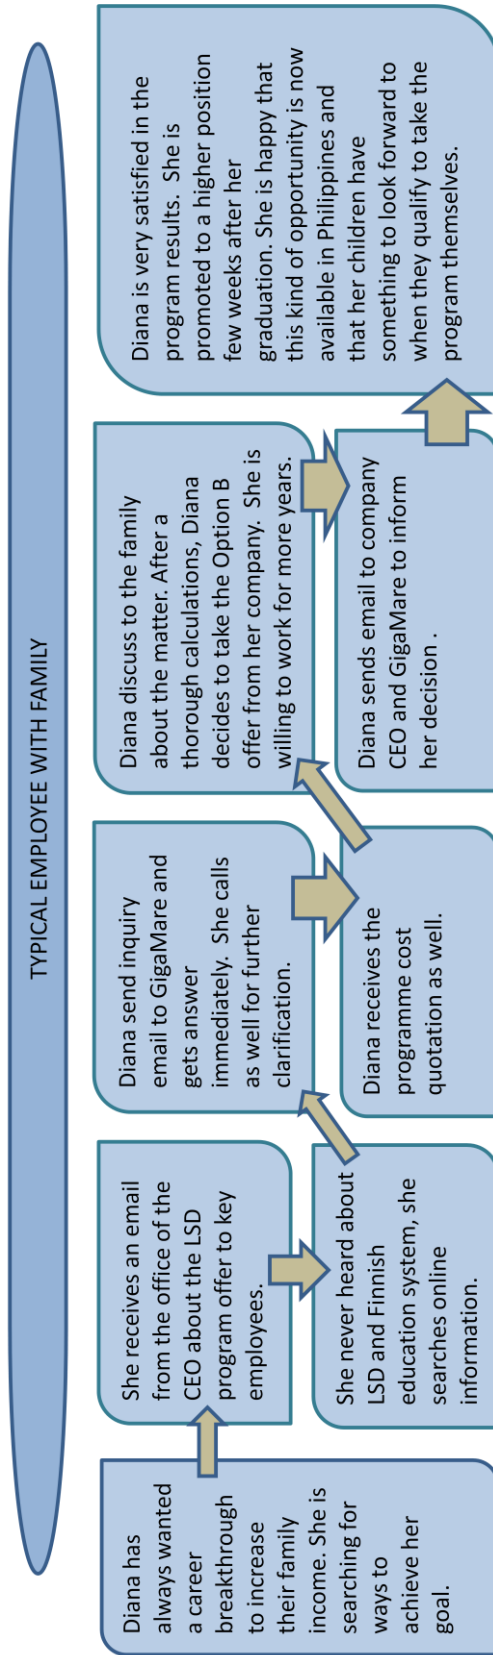 TYPICAL EMPLOYEE WITH FAMILY
Diana has
always wanted
a career
breakthrough
to increase
their family
income. She is
searching for
ways to
achieve her
goal.
She receives an email
from the office of the
CEO about the LSD
program offer to key
employees.
She never heard about
LSD and Finnish
education system, she
searches online
information.
Diana send inquiry
email to GigaMare and
gets answer
immediately. She calls
as well for further
clarification.
Diana receives the
programme cost
quotation as well.
Diana discuss to the family
about the matter. After a
thorough calculations, Diana
decides to take the Option B
offer from her company. She is
willing to work for more years.
Diana sends email to company
CEO and GigaMare to inform
her decision .
Diana is very satisfied in the
program results. She is
promoted to a higher position
few weeks after her
graduation. She is happy that
this kind of opportunity is now
available in Philippines and
that her children have
something to look forward to
when they qualify to take the
program themselves.